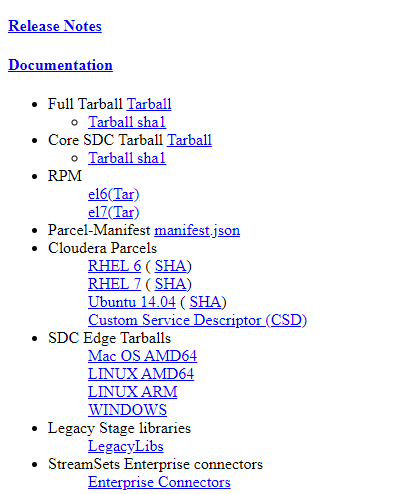 Release Notes
Documentation
Full Tarball Tarball
Tarball sha1
Core SDC Tarball Tarball
Tarball sha1
RPM
el6(Tar)
el7(Tar)
Parcel-Manifest manifest.json
Cloudera Parcels
RHEL 6 ( SHA)
RHEL 7 ( SHA)
Ubuntu 14.04 ( SHA)
Custom Service Descriptor (CSD)
SDC Edge Tarballs
Mac OS AMD64
LINUX AMD64
LINUX ARM
WINDOWS
Legacy Stage libraries
LegacyLibs
StreamSets Enterprise connectors
Enterprise Connectors